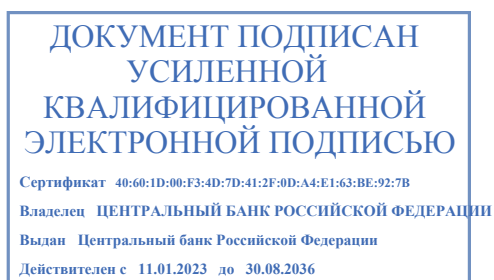 ДОКУМЕНТ ПОДПИСАН
УСИЛЕННОЙ
КВАЛИФИЦИРОВАННОЙ
ЭЛЕКТРОННОЙ ПОДПИСЬЮ
Сертификат 40:60:1D:00:F3:4D:7D:41:2F:0D:A4:E1:63:BE:92:7B
Владелец ЦЕНТРАЛЬНЫЙ БАНК РОССИЙСКОЙ ФЕДЕРАЦИИ
Выдан Центральный банк Российской Федерации
Действителен с 11.01.2023 до 30.08.2036